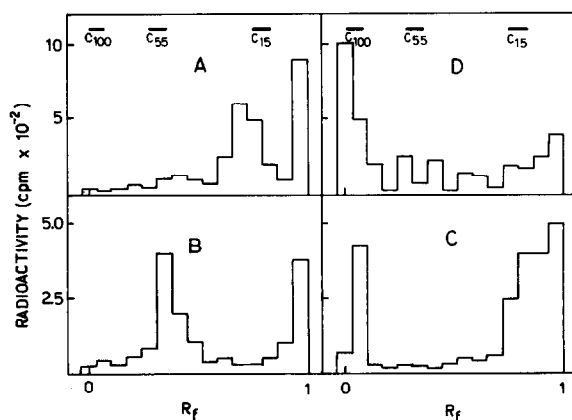 C100 C55 C15 C100 C55 C15
A D
10
5
B C
5.0
2.5
RADIOACTIVITY (cpm x 10-2)
0 1 0 1
Rf Rf